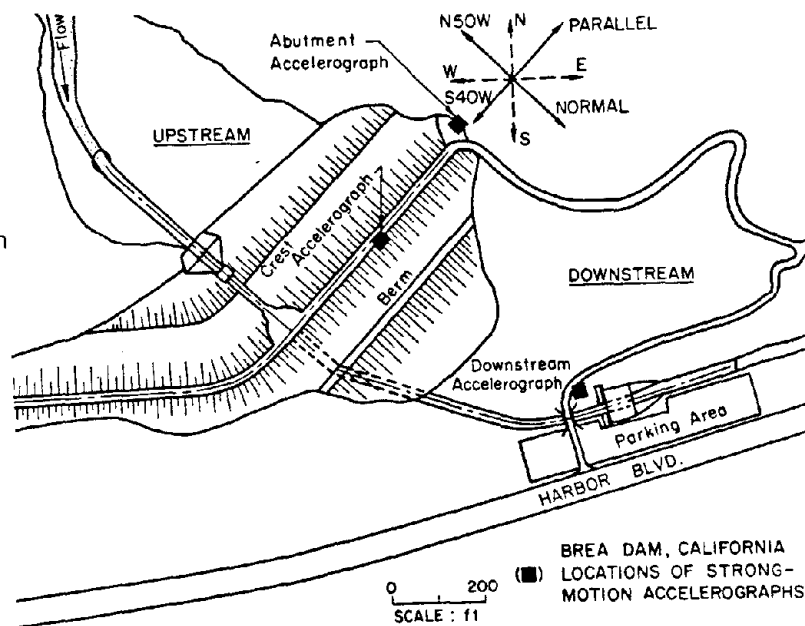 Flow
UPSTREAM
Abutment
Accelerograph
N50W
N
PARALLEL
W
E
S40W
NORMAL
S
Crest
Accelerograph
Berm
DOWNSTREAM
Downstream
Accelerograph
Parking Area
HARBOR BLVD.
0 200
SCALE : f1
BREA DAM, CALIFORNIA
(■) LOCATIONS OF STRONG-
MOTION ACCELEROGRAPHS